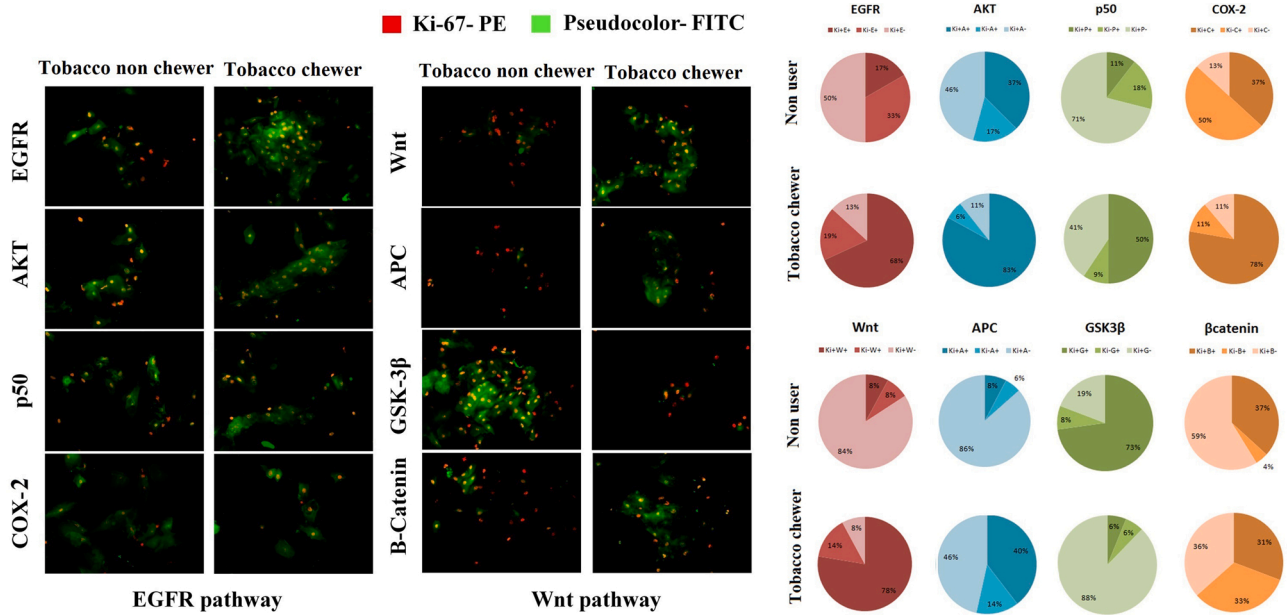 Ki-67- PE Pseudocolor- FITC
Tobacco non chewer Tobacco chewer Tobacco non chewer Tobacco chewer
EGFR
AKT
p50
COX-2
EGFR pathway
Wnt
APC
GSK-3β
B-Catenin
Wnt pathway
EGFR AKT p50 COX-2
Ki+E+ Ki-E+ Ki+E- Ki+A+ Ki-A+ Ki+A- Ki+P+ Ki-P+ Ki+P- Ki+C+ Ki-C+ Ki+C-
Non user
17% 33% 50%
37% 17% 46%
11% 18% 71%
37% 50% 13%
Tobacco chewer
68% 19% 13%
83% 6% 11%
50% 9% 41%
78% 11% 11%
Wnt APC GSK3β βcatenin
Ki+W+ Ki-W+ Ki+W- Ki+A+ Ki-A+ Ki+A- Ki+G+ Ki-G+ Ki+G- Ki+B+ Ki-B+ Ki+B-
Non user
8% 8% 84%
8% 6% 86%
73% 8% 19%
37% 4% 59%
Tobacco chewer
78% 14% 8%
40% 14% 46%
6% 6% 88%
31% 33% 36%